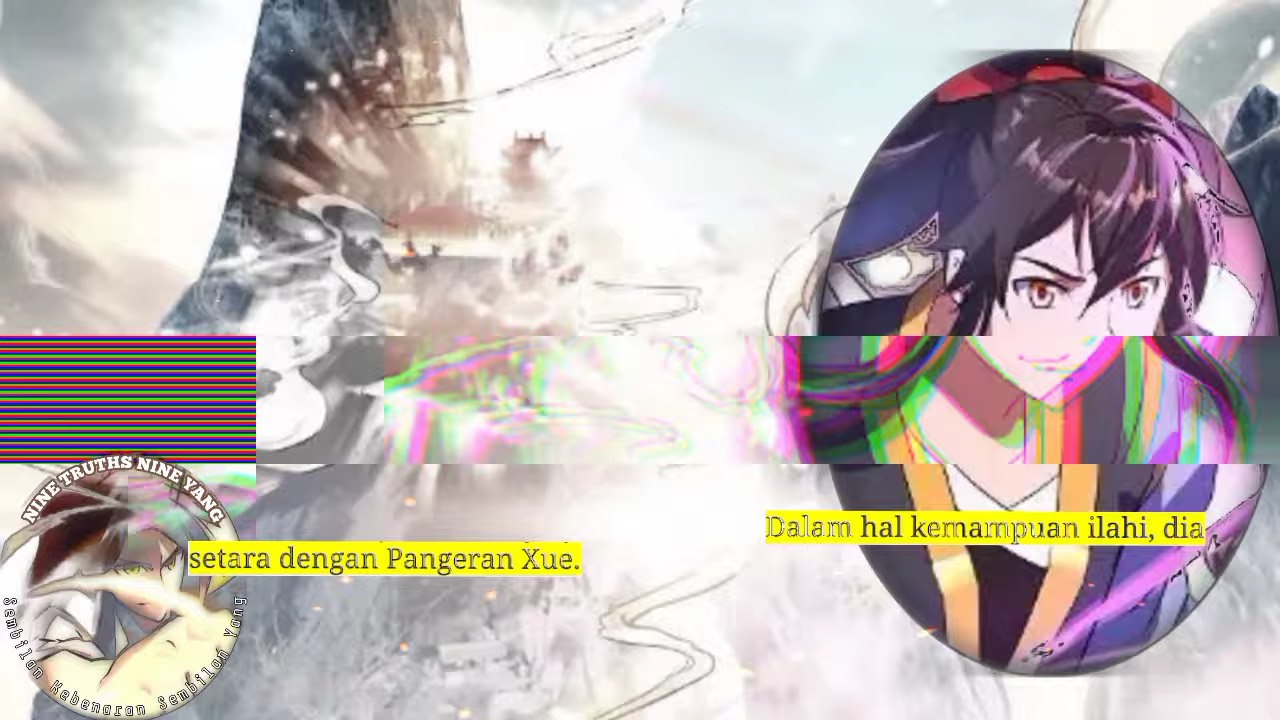 Dalam hal kemampuan ilahi, dia
setara dengan Pangeran Xue.
NINE TRUTHS NINE YANG
Sembilan Kebenaran Sembilan Yang